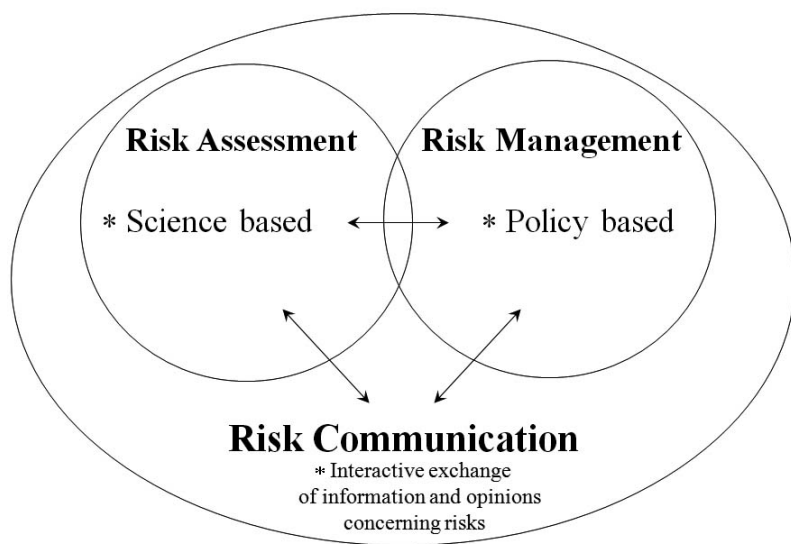 Risk Assessment
Risk Management
* Science based
* Policy based
Risk Communication
* Interactive exchange
of information and opinions
concerning risks